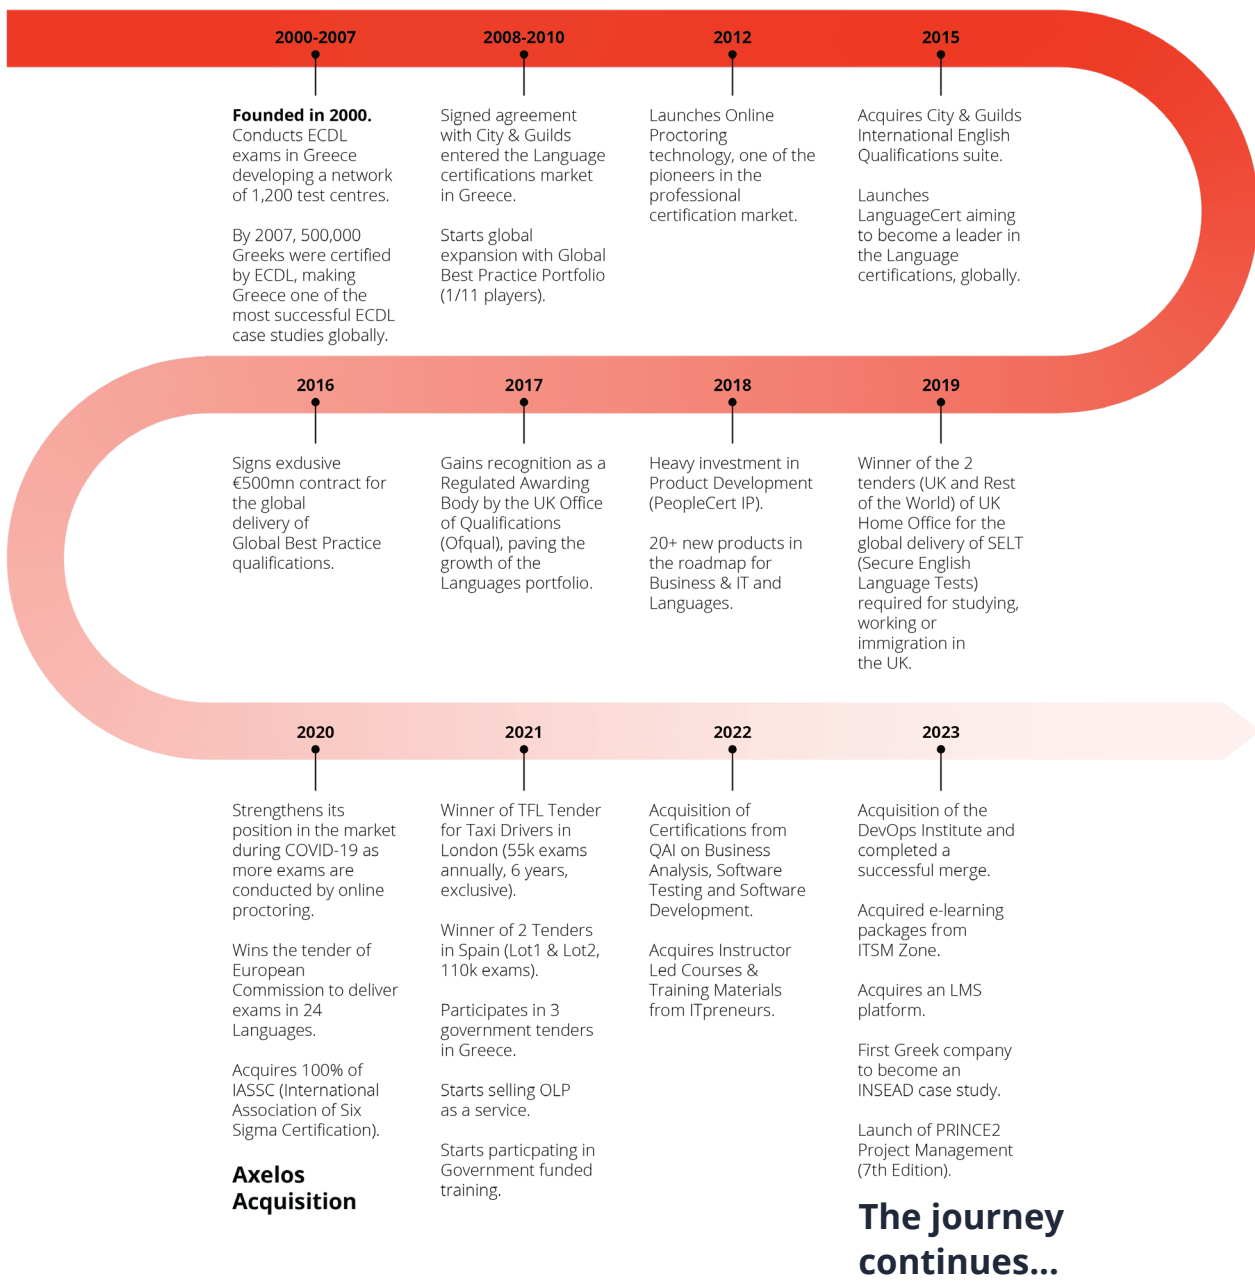 2000-2007
Founded in 2000.
Conducts ECDL
exams in Greece
developing a network
of 1,200 test centres.
By 2007, 500,000
Greeks were certified
by ECDL, making
Greece one of the
most successful ECDL
case studies globally.
2008-2010
Signed agreement
with City & Guilds
entered the Language
certifications market
in Greece.
Starts global
expansion with Global
Best Practice Portfolio
(1/11 players).
2012
Launches Online
Proctoring
technology, one of the
pioneers in the
professional
certification market.
2015
Acquires City & Guilds
International English
Qualifications suite.
Launches
LanguageCert aiming
to become a leader in
the Language
certifications, globally.
2016
Signs exdusive
€500mn contract for
the global
delivery of
Global Best Practice
qualifications.
2017
Gains recognition as a
Regulated Awarding
Body by the UK Office
of Qualifications
(Ofqual), paving the
growth of the
Languages portfolio.
2018
Heavy investment in
Product Development
(PeopleCert IP).
20+ new products in
the roadmap for
Business & IT and
Languages.
2019
Winner of the 2
tenders (UK and Rest
of the World) of UK
Home Office for the
global delivery of SELT
(Secure English
Language Tests)
required for studying,
working or
immigration in
the UK.
2020
Strengthens its
position in the market
during COVID-19 as
more exams are
conducted by online
proctoring.
Wins the tender of
European
Commission to deliver
exams in 24
Languages.
Acquires 100% of
IASSC (International
Association of Six
Sigma Certification).
Axelos
Acquisition
2021
Winner of TFL Tender
for Taxi Drivers in
London (55k exams
annually, 6 years,
exclusive).
Winner of 2 Tenders
in Spain (Lot1 & Lot2,
110k exams).
Participates in 3
government tenders
in Greece.
Starts selling OLP
as a service.
Starts particpating in
Government funded
training.
2022
Acquisition of
Certifications from
QAI on Business
Analysis, Software
Testing and Software
Development.
Acquires Instructor
Led Courses &
Training Materials
from ITpreneurs.
2023
Acquisition of the
DevOps Institute and
completed a
successful merge.
Acquired e-learning
packages from
ITSM Zone.
Acquires an LMS
platform.
First Greek company
to become an
INSEAD case study.
Launch of PRINCE2
Project Management
(7th Edition).
The journey
continues...